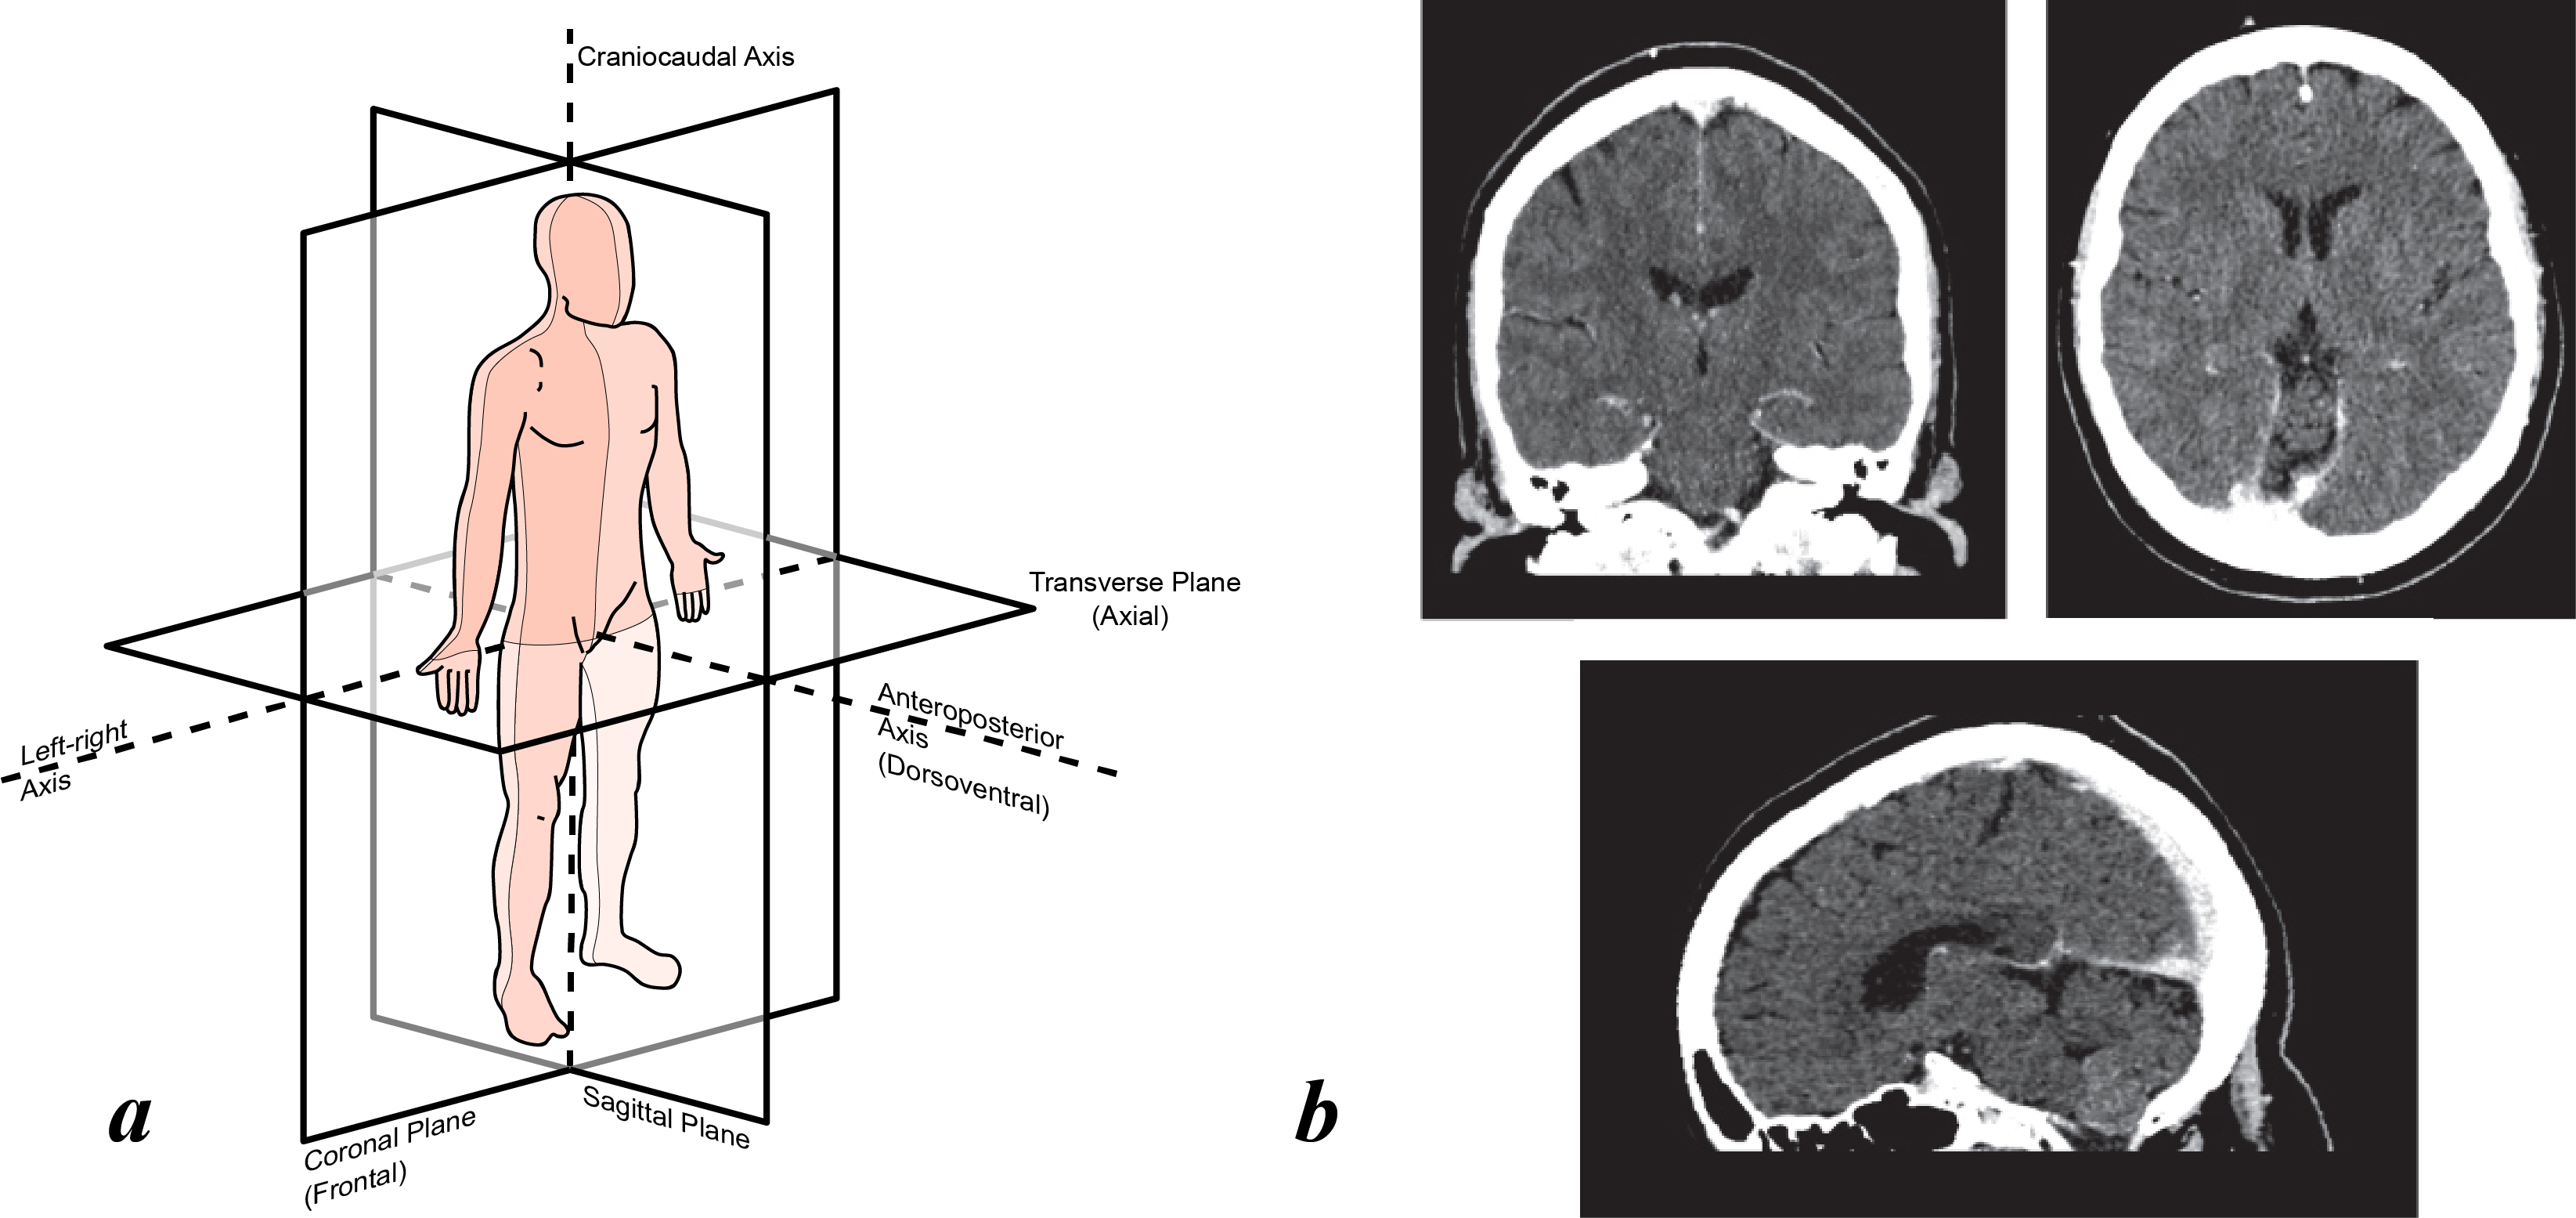 Craniocaudal Axis
Transverse Plane
(Axial)
Left-right
Axis
Anteroposterior
Axis
(Dorsoventral)
Sagittal Plane
Coronal Plane
(Frontal)
a
b